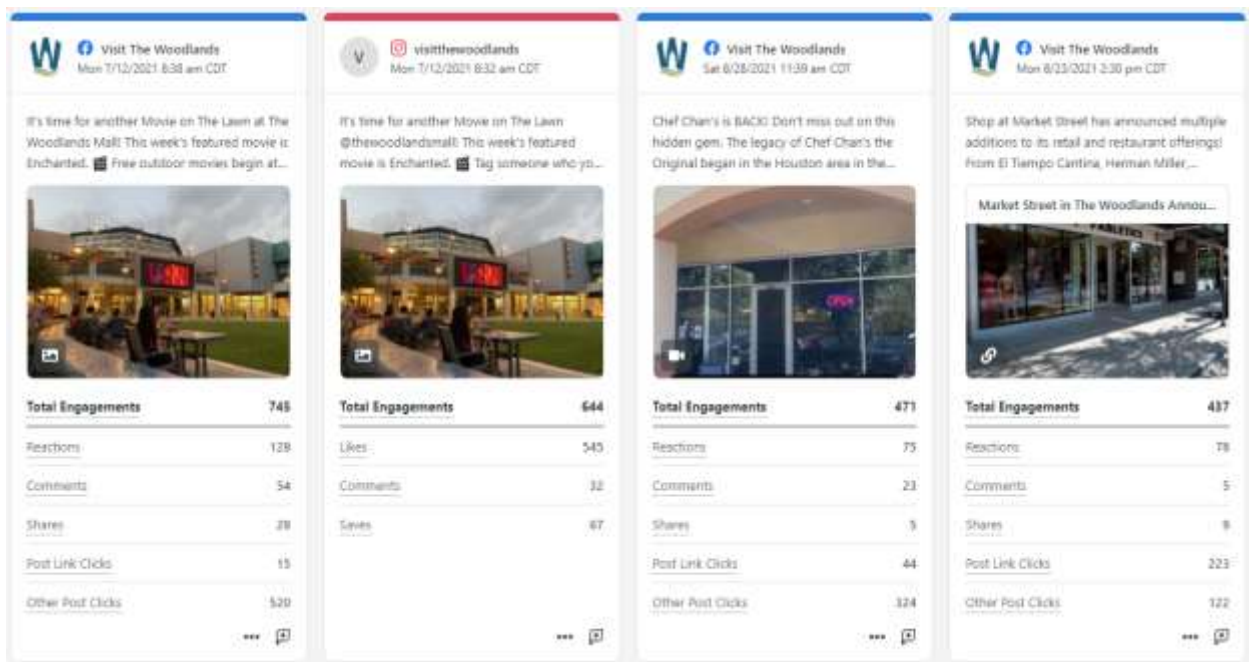 Visit The Woodlands
Mon 7/12/2021 8:38 am CDT
It's time for another Movie on The Lawn at The
Woodlands Mall! This week's featured movie is
Enchanted. 🎬 Free outdoor movies begin at...
Total Engagements 745
Reactions 128
Comments 54
Shares 28
Post Link Clicks 15
Other Post Clicks 520
V
visitthewoodlands
Mon 7/12/2021 8:32 am CDT
It's time for another Movie on The Lawn
@thewoodlandsmall! This week's featured
movie is Enchanted. 🎬 Tag someone who yo...
Total Engagements 644
Likes 545
Comments 32
Saves 67
Visit The Woodlands
Sat 8/28/2021 11:39 am CDT
Chef Chan's is BACK! Don't miss out on this
hidden gem. The legacy of Chef Chan's the
Original began in the Houston area in the...
OPEN
Total Engagements 471
Reactions 75
Comments 23
Shares 5
Post Link Clicks 44
Other Post Clicks 324
Visit The Woodlands
Mon 8/23/2021 2:30 pm CDT
Shop at Market Street has announced multiple
additions to its retail and restaurant offerings!
From El Tiempo Cantina, Herman Miller,...
Market Street in The Woodlands Annou...
FABLETICS
Total Engagements 437
Reactions 78
Comments 5
Shares 9
Post Link Clicks 223
Other Post Clicks 122